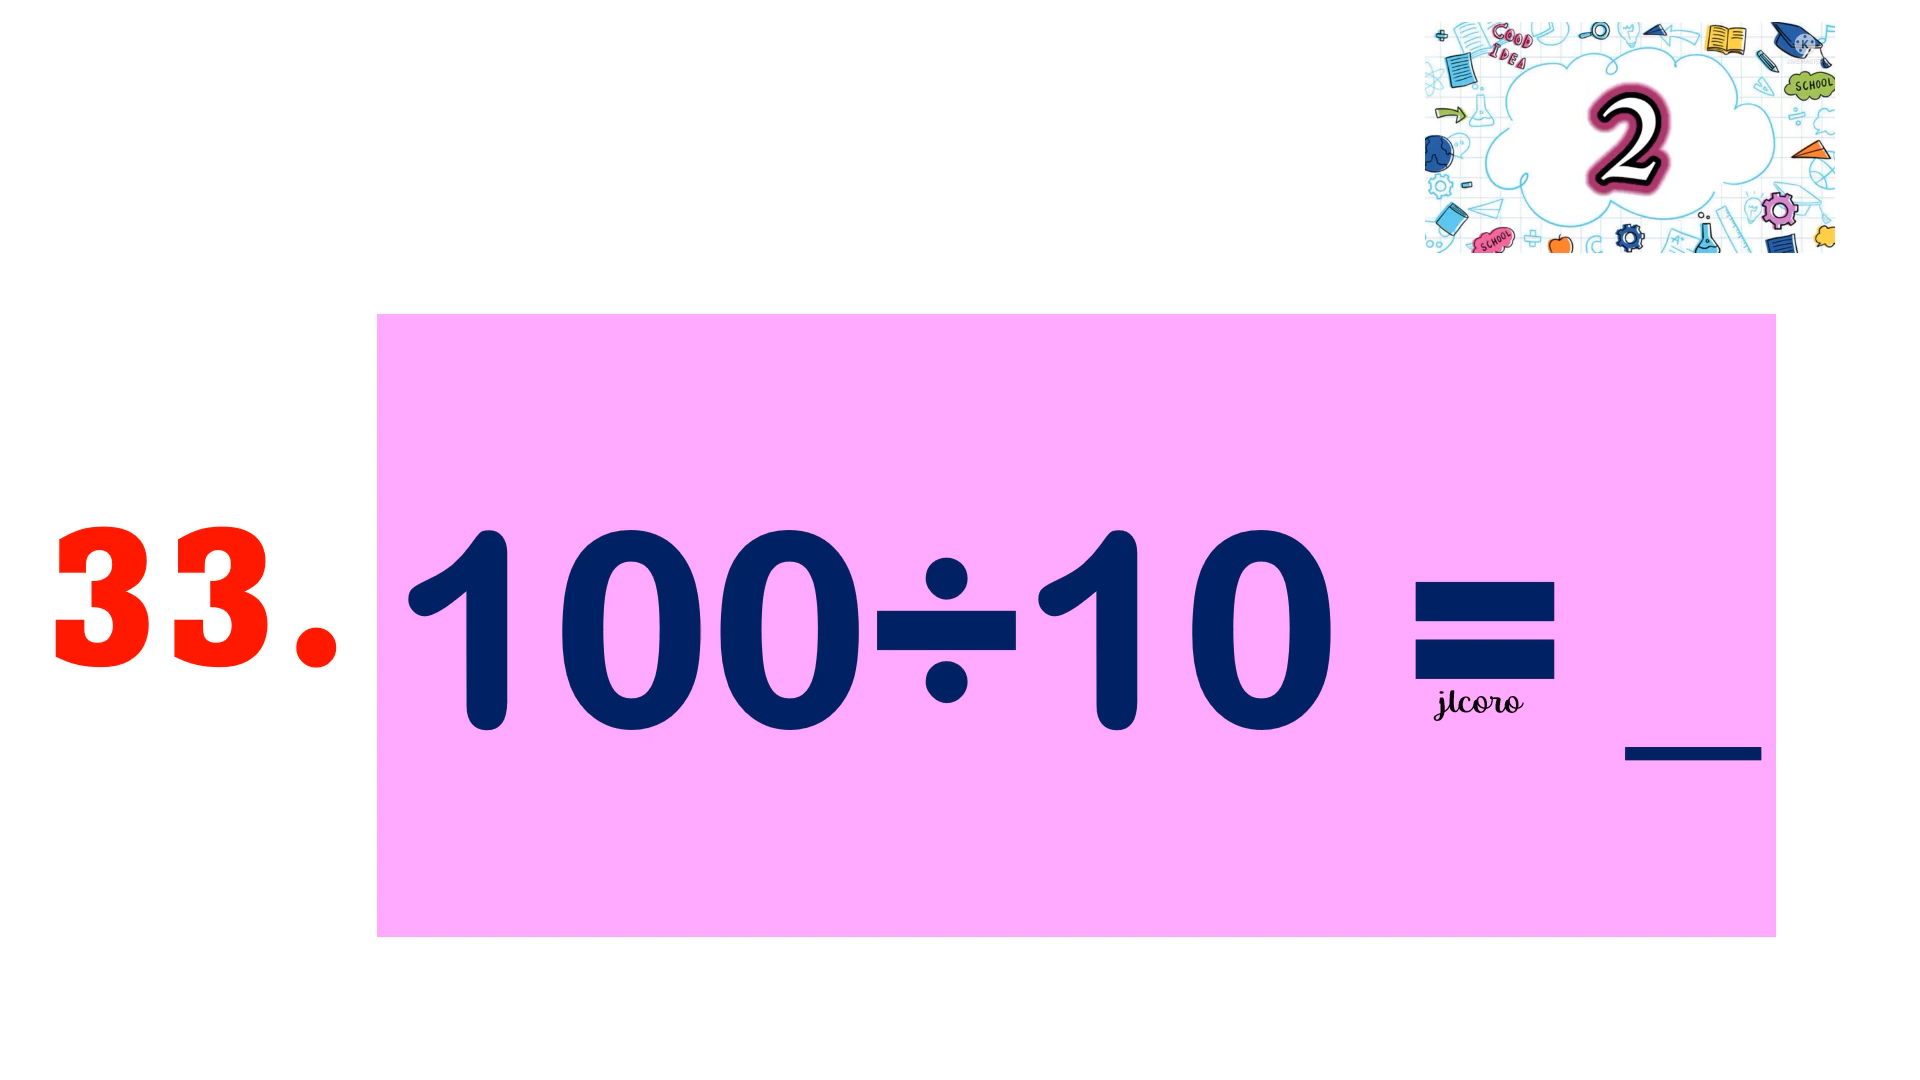 GOOD
IDEA
SCHOOL
2
SCHOOL
A+
33.
100÷10 = _
jlcoro